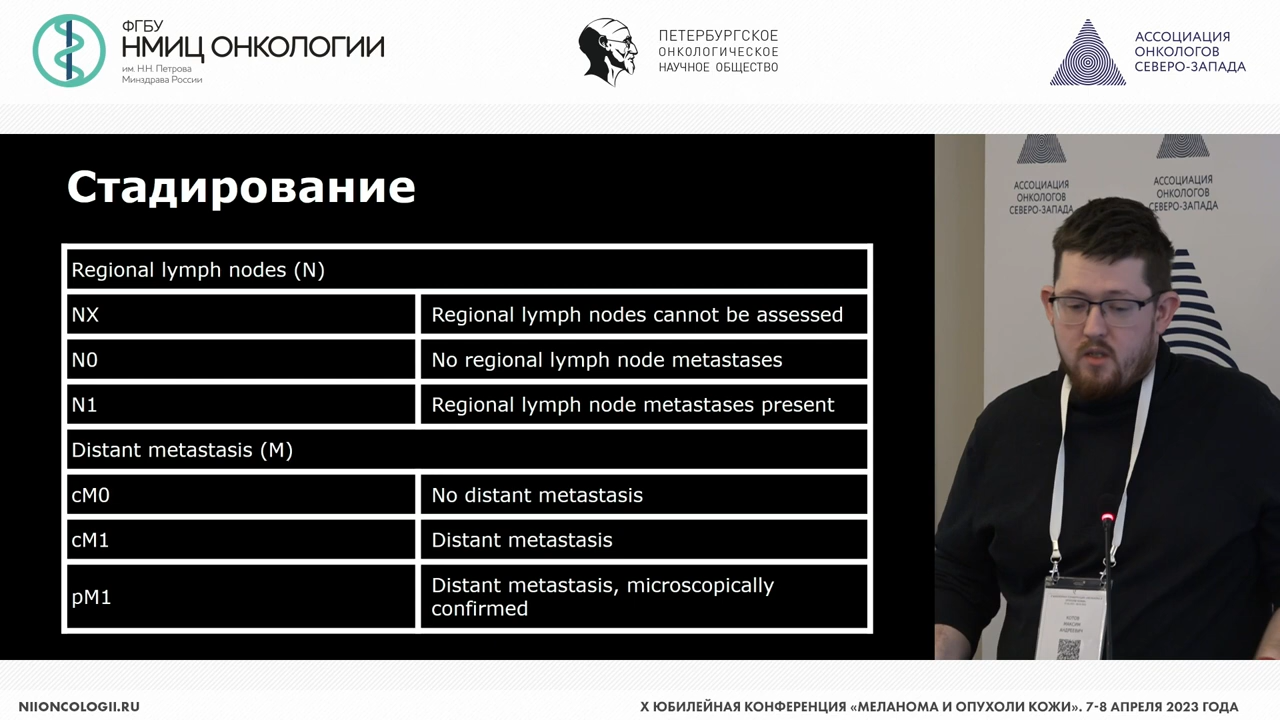 ФГБУ
НМИЦ ОНКОЛОГИИ
им. Н.Н. Петрова
Минздрава России
ПЕТЕРБУРГСКОЕ
ОНКОЛОГИЧЕСКОЕ
НАУЧНОЕ ОБЩЕСТВО
АССОЦИАЦИЯ
ОНКОЛОГОВ
СЕВЕРО-ЗАПАДА
Стадирование
Regional lymph nodes (N)
NX
Regional lymph nodes cannot be assessed
N0
No regional lymph node metastases
N1
Regional lymph node metastases present
Distant metastasis (M)
cM0
No distant metastasis
cM1
Distant metastasis
pM1
Distant metastasis, microscopically
confirmed
АССОЦИАЦИЯ
ОНКОЛОГОВ
СЕВЕРО-ЗАПАДА
АССОЦИАЦИЯ
ОНКОЛОГОВ
СЕВЕРО-ЗАПАДА
NIIONCOLOGII.RU
X ЮБИЛЕЙНАЯ КОНФЕРЕНЦИЯ «МЕЛАНОМА И ОПУХОЛИ КОЖИ». 7-8 АПРЕЛЯ 2023 ГОДА